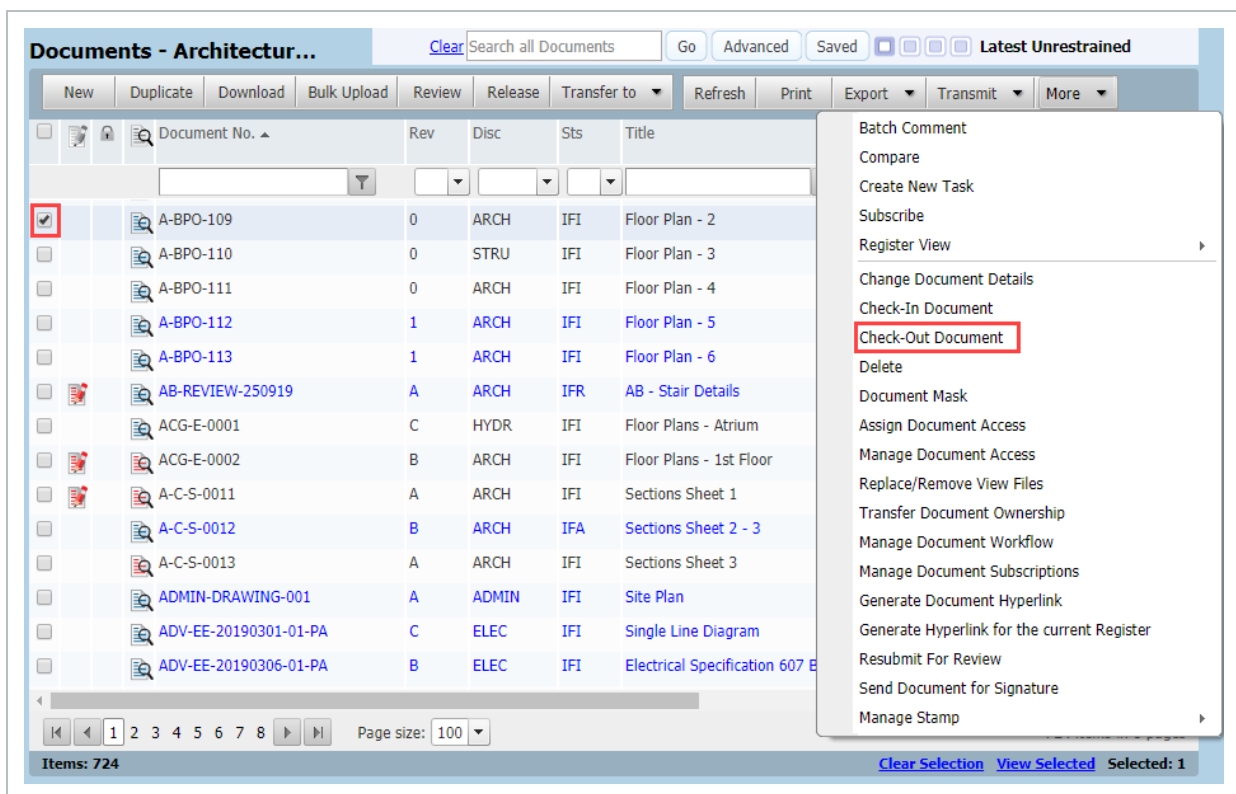 Documents - Architectur...
Clear Search all Documents Go Advanced Saved Latest Unrestrained
New Duplicate Download Bulk Upload Review Release Transfer to Refresh Print Export Transmit More
Document No. Rev Disc Sts Title
A-BPO-109 0 ARCH IFI Floor Plan - 2
A-BPO-110 0 STRU IFI Floor Plan - 3
A-BPO-111 0 ARCH IFI Floor Plan - 4
A-BPO-112 1 ARCH IFI Floor Plan - 5
A-BPO-113 1 ARCH IFI Floor Plan - 6
AB-REVIEW-250919 A ARCH IFR AB - Stair Details
ACG-E-0001 C HYDR IFI Floor Plans - Atrium
ACG-E-0002 B ARCH IFI Floor Plans - 1st Floor
A-C-S-0011 A ARCH IFI Sections Sheet 1
A-C-S-0012 B ARCH IFA Sections Sheet 2 - 3
A-C-S-0013 A ARCH IFI Sections Sheet 3
ADMIN-DRAWING-001 A ADMIN IFI Site Plan
ADV-EE-20190301-01-PA C ELEC IFI Single Line Diagram
ADV-EE-20190306-01-PA B ELEC IFI Electrical Specification 607
Batch Comment
Compare
Create New Task
Subscribe
Register View
Change Document Details
Check-In Document
Check-Out Document
Delete
Document Mask
Assign Document Access
Manage Document Access
Replace/Remove View Files
Transfer Document Ownership
Manage Document Workflow
Manage Document Subscriptions
Generate Document Hyperlink
Generate Hyperlink for the current Register
Resubmit For Review
Send Document for Signature
Manage Stamp
1 2 3 4 5 6 7 8 Page size: 100
Items: 724 Clear Selection View Selected Selected: 1